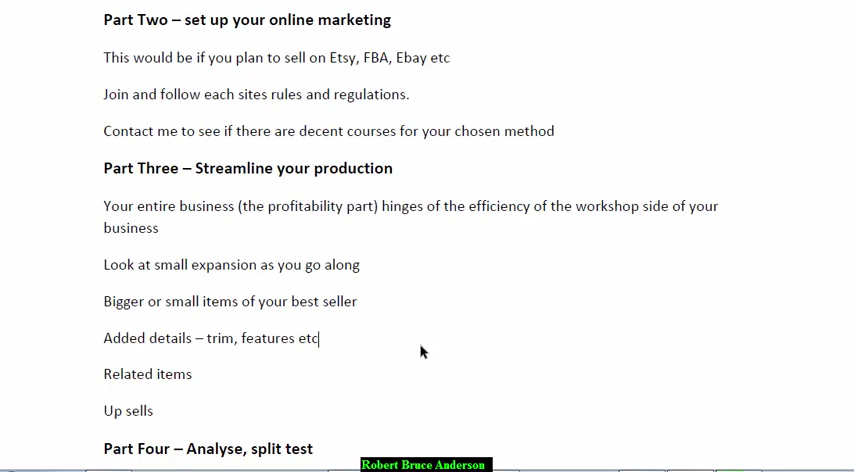 Part Two – set up your online marketing
This would be if you plan to sell on Etsy, FBA, Ebay etc
Join and follow each sites rules and regulations.
Contact me to see if there are decent courses for your chosen method
Part Three – Streamline your production
Your entire business (the profitability part) hinges of the efficiency of the workshop side of your
business
Look at small expansion as you go along
Bigger or small items of your best seller
Added details – trim, features etc
Related items
Up sells
Part Four – Analyse, split test
Robert Bruce Anderson